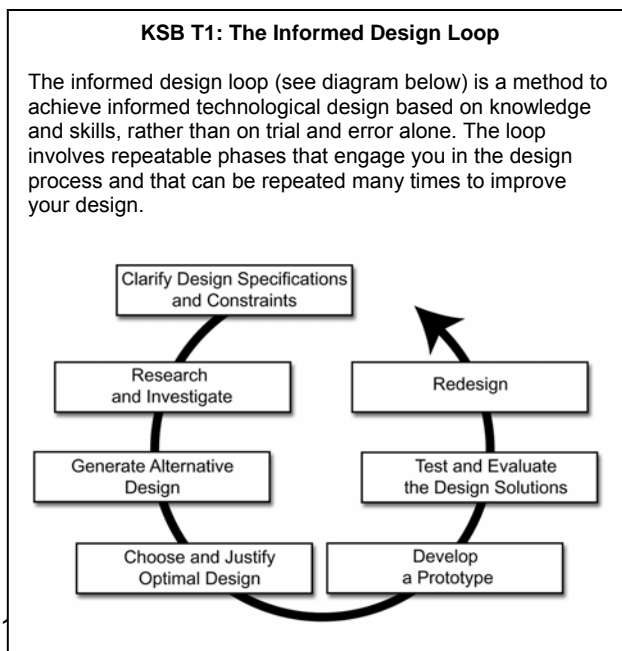 KSB T1: The Informed Design Loop
The informed design loop (see diagram below) is a method to
achieve informed technological design based on knowledge
and skills, rather than on trial and error alone. The loop
involves repeatable phases that engage you in the design
process and that can be repeated many times to improve
your design.
Clarify Design Specifications
and Constraints
Research
and Investigate
Generate Alternative
Design
Choose and Justify
Optimal Design
Develop
a Prototype
Test and Evaluate
the Design Solutions
Redesign